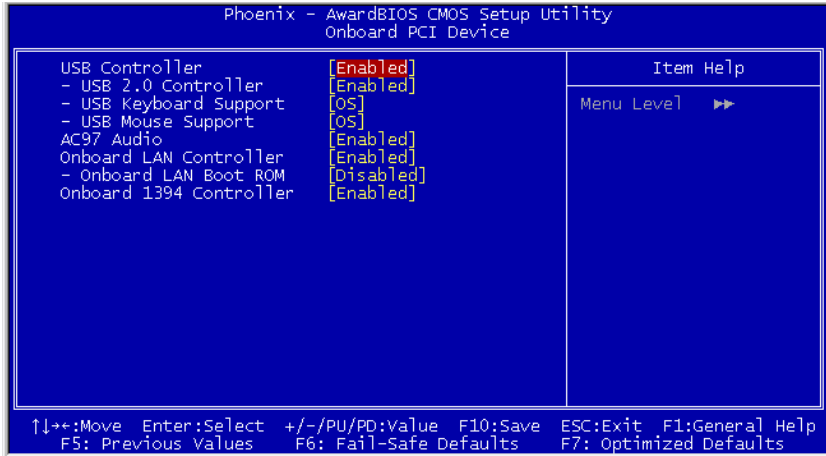 Phoenix - AwardBIOS CMOS Setup Utility
Onboard PCI Device
USB Controller [Enabled]
- USB 2.0 Controller [Enabled]
- USB Keyboard Support [OS]
- USB Mouse Support [OS]
AC97 Audio [Enabled]
Onboard LAN Controller [Enabled]
- Onboard LAN Boot ROM [Disabled]
Onboard 1394 Controller [Enabled]
Item Help
Menu Level ►►
↑↓→←:Move Enter:Select +/-/PU/PD:Value F10:Save ESC:Exit F1:General Help
F5: Previous Values F6: Fail-Safe Defaults F7: Optimized Defaults